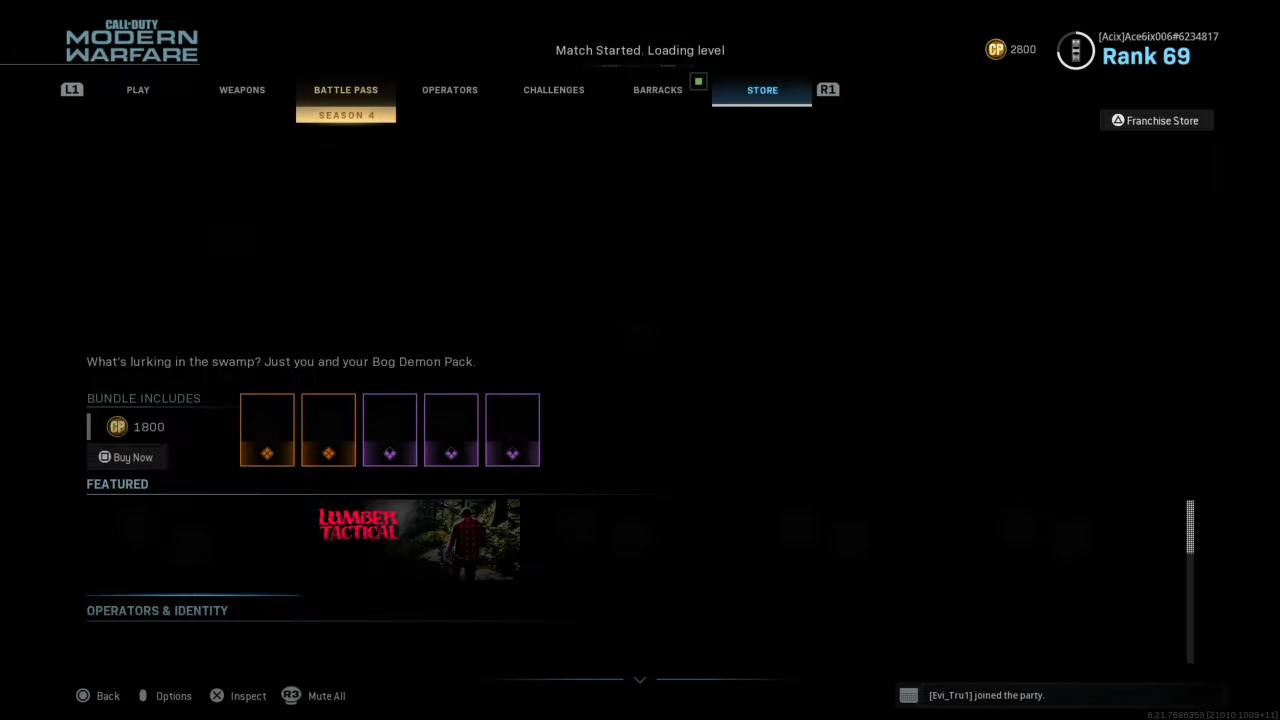 CALL OF DUTY
MODERN
WARFARE
Match Started. Loading level
CP 2800
[Acix]Ace6ix006#6234817
Rank 69
L1 PLAY WEAPONS BATTLE PASS OPERATORS CHALLENGES BARRACKS STORE R1
SEASON 4
Franchise Store
What's lurking in the swamp? Just you and your Bog Demon Pack.
BUNDLE INCLUDES
CP 1800
Buy Now
FEATURED
LUMBER
TACTICAL
OPERATORS & IDENTITY
Back Options Inspect R3 Mute All
[Evi_Tru1] joined the party.